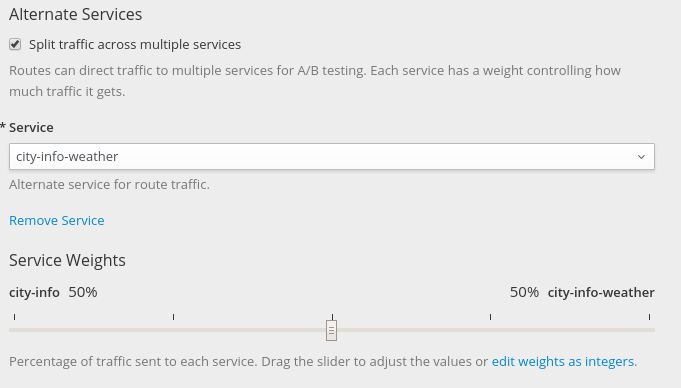 Alternate Services
Split traffic across multiple services
Routes can direct traffic to multiple services for A/B testing. Each service has a weight controlling how
much traffic it gets.
* Service
city-info-weather
Alternate service for route traffic.
Remove Service
Service Weights
city-info 50% 50% city-info-weather
Percentage of traffic sent to each service. Drag the slider to adjust the values or edit weights as integers.